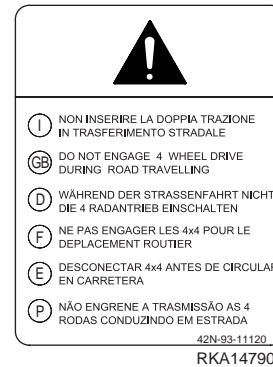 I NON INSERIRE LA DOPPIA TRAZIONE
IN TRASFERIMENTO STRADALE
GB DO NOT ENGAGE 4 WHEEL DRIVE
DURING ROAD TRAVELLING
D WÄHREND DER STRASSENFAHRT NICHT
DIE 4 RADANTRIEB EINSCHALTEN
F NE PAS ENGAGER LES 4x4 POUR LE
DEPLACEMENT ROUTIER
E DESCONECTAR 4x4 ANTES DE CIRCULAR
EN CARRETERA
P NÃO ENGRENE A TRASMISSÃO AS 4
RODAS CONDUZINDO EM ESTRADA
42N-93-11120
RKA14790